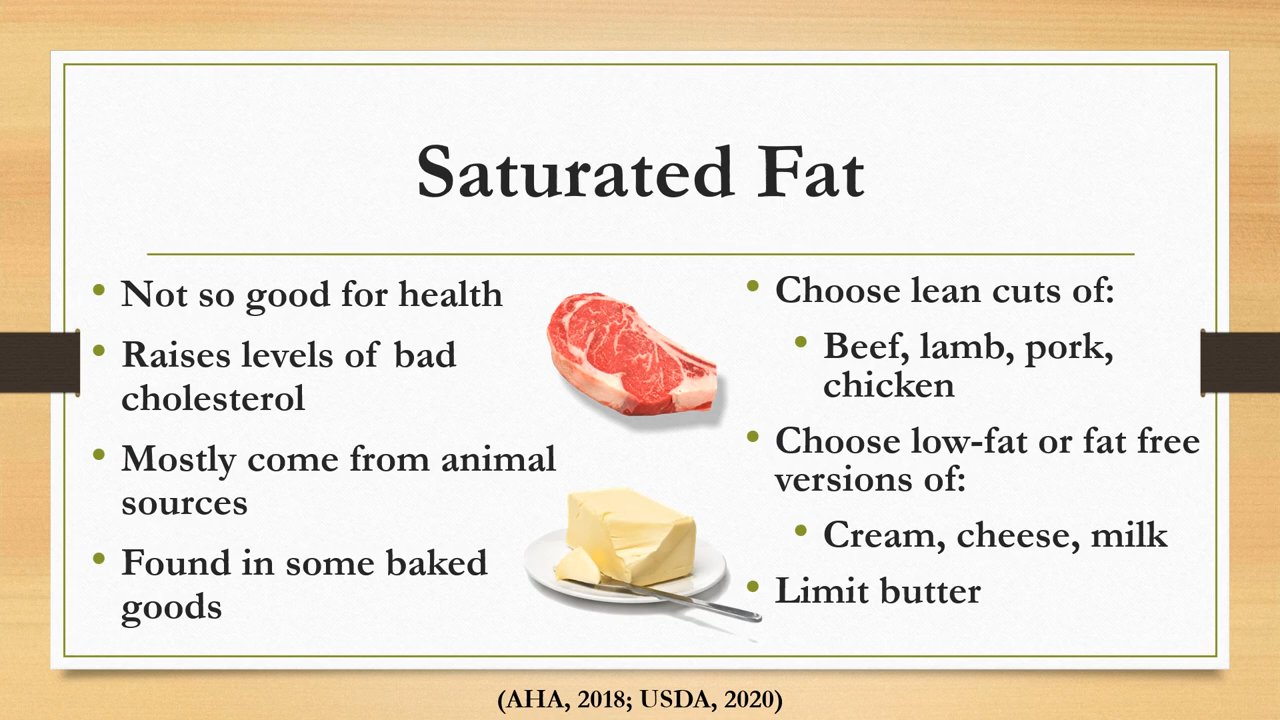 Saturated Fat
• Not so good for health
• Raises levels of bad
cholesterol
• Mostly come from animal
sources
• Found in some baked
goods
• Choose lean cuts of:
• Beef, lamb, pork,
chicken
• Choose low-fat or fat free
versions of:
• Cream, cheese, milk
• Limit butter
(AHA, 2018; USDA, 2020)